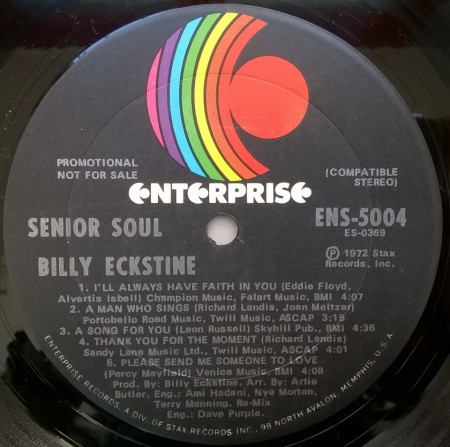 PROMOTIONAL
NOT FOR SALE
(COMPATIBLE
STEREO)
ENTERPRISE
SENIOR SOUL
ENS-5004
ES-0369
BILLY ECKSTINE
℗ 1972 Stax
Records, Inc.
1. I'LL ALWAYS HAVE FAITH IN YOU (Eddie Floyd,
Alvertis Isbell) Champion Music, Falart Music, BMI 4:07
2. A MAN WHO SINGS (Richard Landis, Joan Meltzer)
Portobello Road Music, Twill Music, ASCAP 3:15
3. A SONG FOR YOU (Leon Russell) Skyhill Pub., BMI 4:36
4. THANK YOU FOR THE MOMENT (Richard Landis)
Sandy Lane Music Ltd., Twill Music, ASCAP 4:01
5. PLEASE SEND ME SOMEONE TO LOVE
(Percy Mayfield) Venice Music, BMI 4:08
Prod. By: Billy Eckstine. Arr. By: Artie
Butler. Eng.: Ami Hadani, Nye Morton,
Terry Manning. Re-Mix
Eng.: Dave Purple.
ENTERPRISE RECORDS, A DIV. OF STAX RECORDS INC., 98 NORTH AVALON, MEMPHIS, U.S.A.